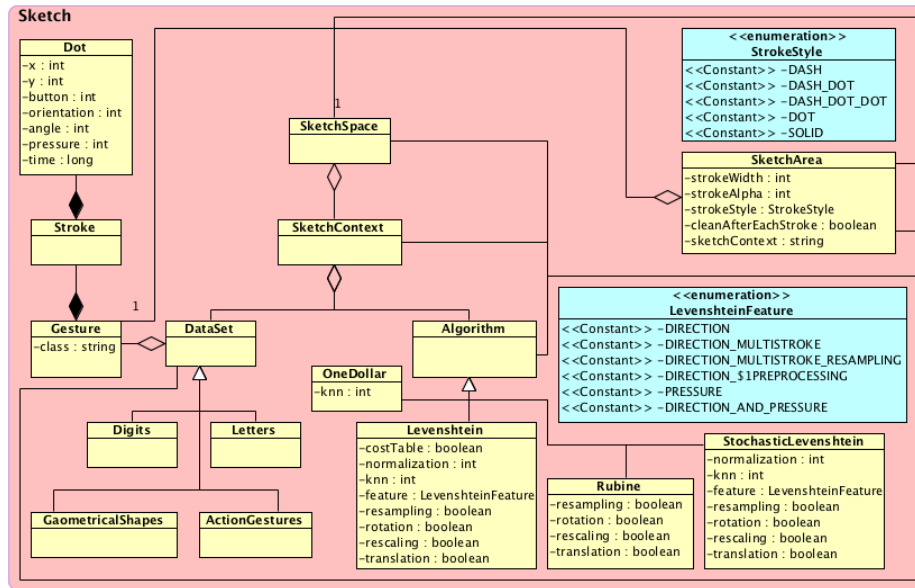 Sketch
Dot
-x : int
-y : int
-button : int
-orientation : int
-angle : int
-pressure : int
-time : long
Stroke
1
Gesture
-class : string
1
SketchSpace
SketchContext
DataSet
Algorithm
<<enumeration>>
StrokeStyle
<<Constant>> -DASH
<<Constant>> -DASH_DOT
<<Constant>> -DASH_DOT_DOT
<<Constant>> -DOT
<<Constant>> -SOLID
SketchArea
-strokeWidth : int
-strokeAlpha : int
-strokeStyle : StrokeStyle
-cleanAfterEachStroke : boolean
-sketchContext : string
<<enumeration>>
LevenshteinFeature
<<Constant>> -DIRECTION
<<Constant>> -DIRECTION_MULTISTROKE
<<Constant>> -DIRECTION_MULTISTROKE_RESAMPLING
<<Constant>> -DIRECTION_$1PREPROCESSING
<<Constant>> -PRESSURE
<<Constant>> -DIRECTION_AND_PRESSURE
OneDollar
-knn : int
Digits
Letters
GaometricalShapes
ActionGestures
Levenshtein
-costTable : boolean
-normalization : int
-knn : int
-feature : LevenshteinFeature
-resampling : boolean
-rotation : boolean
-rescaling : boolean
-translation : boolean
Rubine
-resampling : boolean
-rotation : boolean
-rescaling : boolean
-translation : boolean
StochasticLevenshtein
-normalization : int
-knn : int
-feature : LevenshteinFeature
-resampling : boolean
-rotation : boolean
-rescaling : boolean
-translation : boolean